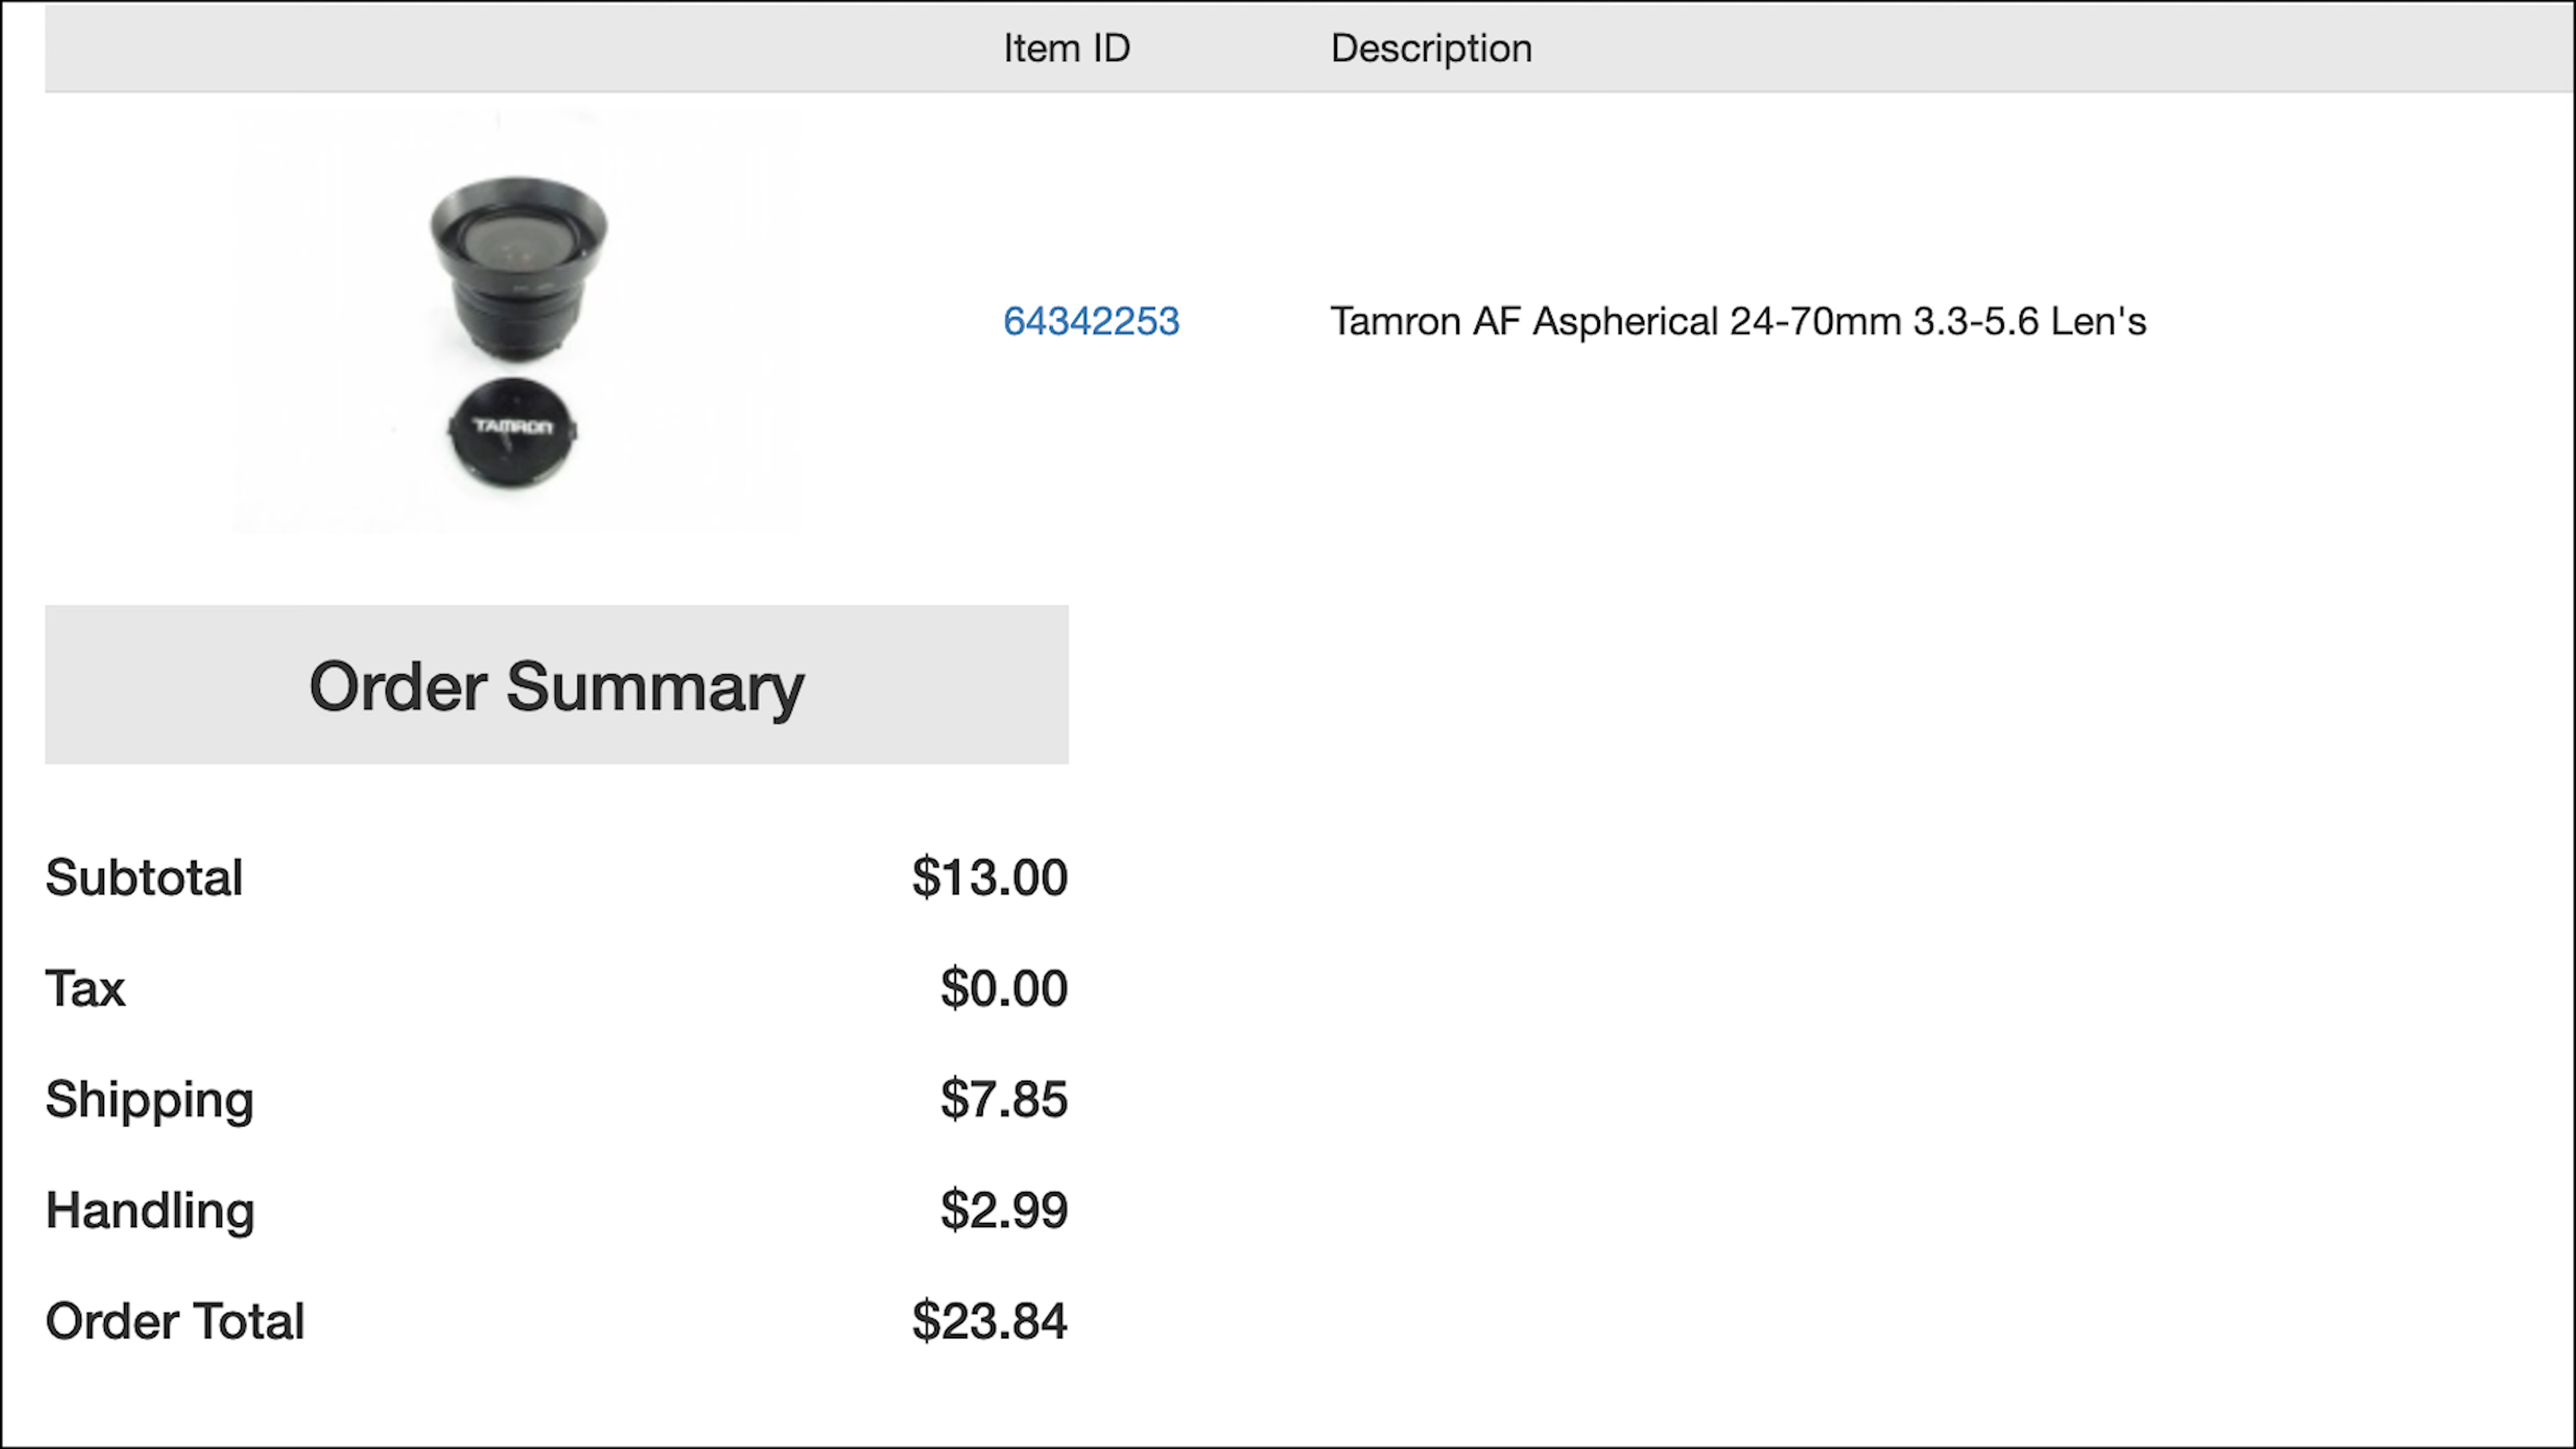 Item ID Description
TAMRON
64342253 Tamron AF Aspherical 24-70mm 3.3-5.6 Len's
Order Summary
Subtotal $13.00
Tax $0.00
Shipping $7.85
Handling $2.99
Order Total $23.84